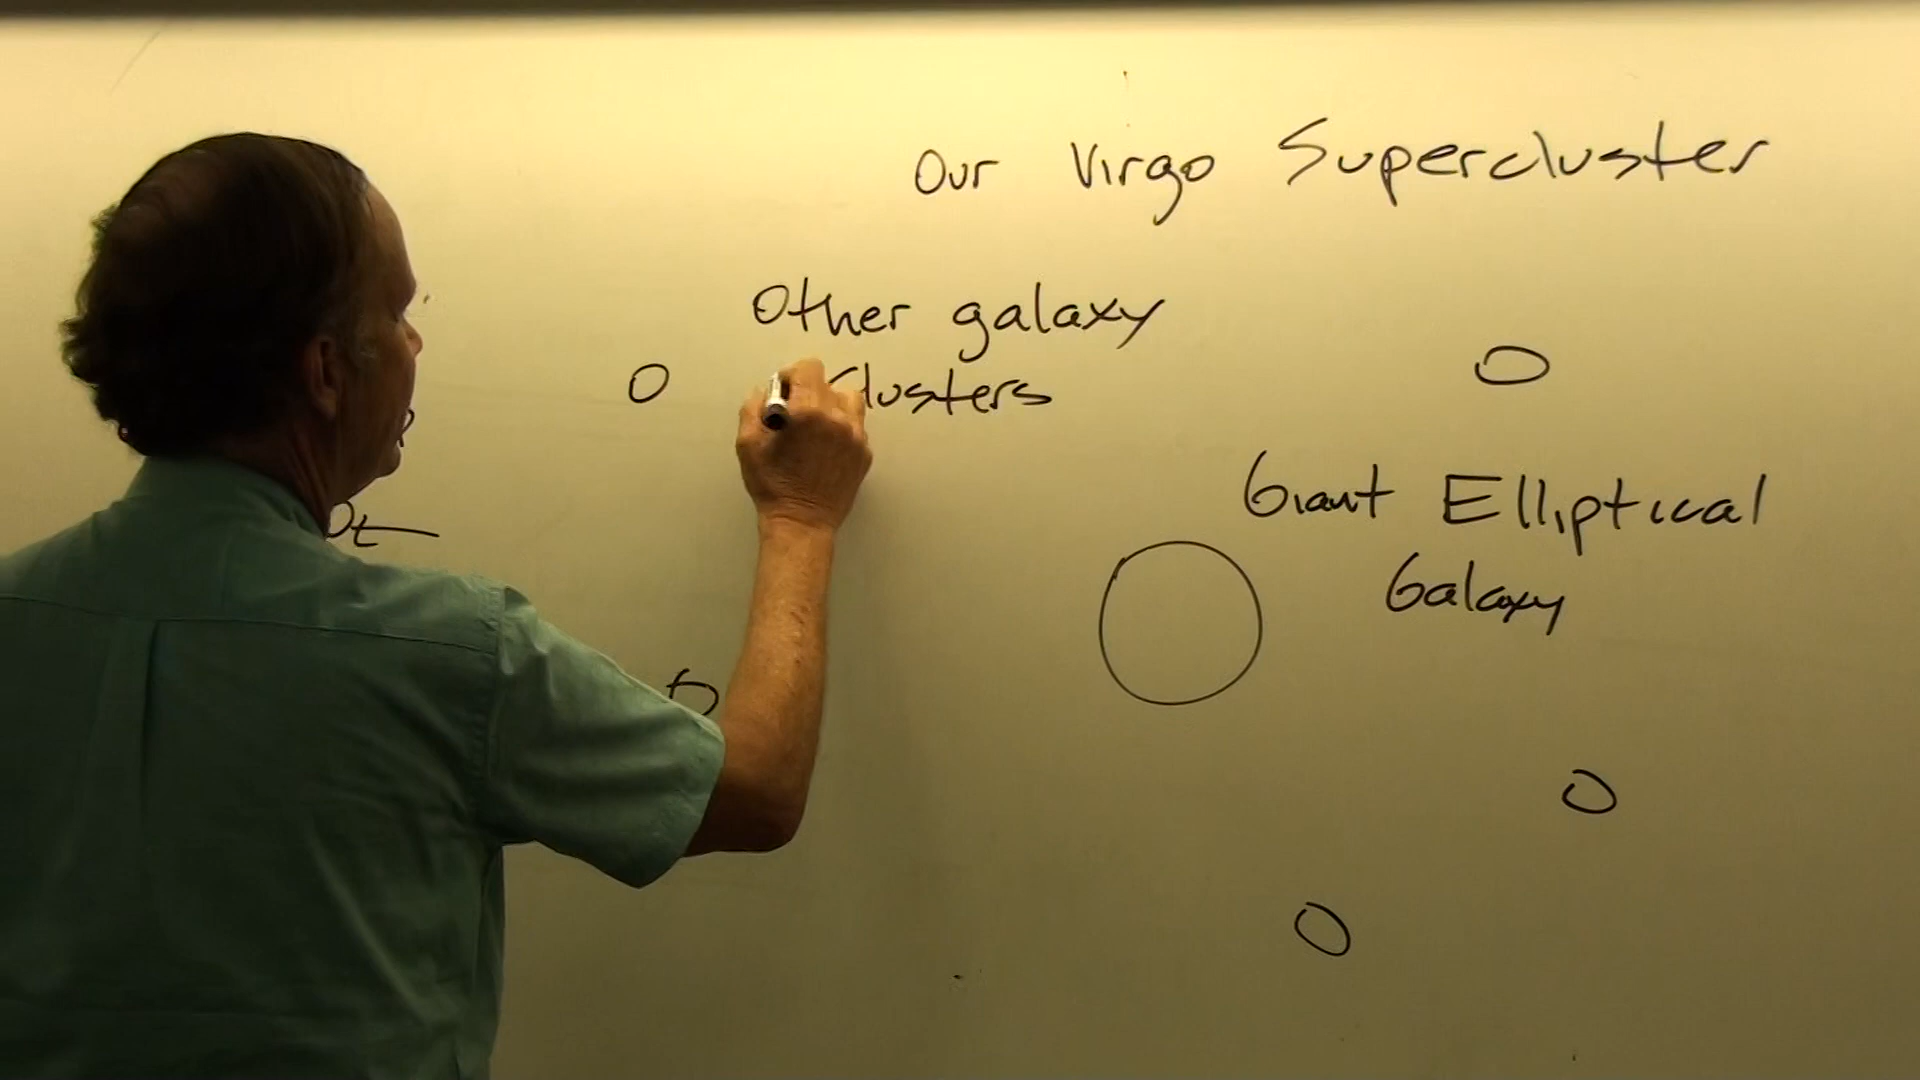 Our Virgo Supercluster
Other galaxy
clusters
Giant Elliptical
Galaxy